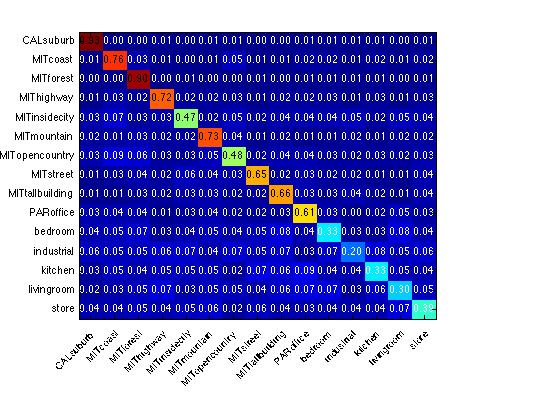 CALsuburb 0.93 0.00 0.00 0.01 0.00 0.01 0.00 0.01 0.01 0.01 0.00 0.01 0.00 0.00 0.01
MITcoast 0.01 0.76 0.03 0.01 0.01 0.01 0.05 0.01 0.01 0.02 0.02 0.01 0.01 0.02 0.02
MITforest 0.00 0.00 0.90 0.01 0.00 0.01 0.01 0.01 0.01 0.01 0.01 0.01 0.01 0.01 0.01
MIThighway 0.01 0.03 0.02 0.72 0.02 0.02 0.03 0.01 0.02 0.02 0.03 0.01 0.03 0.01 0.03
MITinsidecity 0.03 0.07 0.03 0.03 0.47 0.02 0.05 0.02 0.04 0.04 0.04 0.05 0.02 0.05 0.04
MITmountain 0.02 0.01 0.03 0.02 0.02 0.73 0.04 0.01 0.02 0.01 0.01 0.02 0.01 0.02 0.02
MITopencountry 0.03 0.09 0.06 0.03 0.03 0.05 0.48 0.02 0.04 0.04 0.03 0.02 0.03 0.02 0.03
MITstreet 0.01 0.03 0.04 0.02 0.06 0.04 0.03 0.65 0.02 0.03 0.02 0.02 0.01 0.01 0.04
MITtallbuilding 0.01 0.01 0.03 0.02 0.03 0.03 0.03 0.02 0.66 0.02 0.03 0.02 0.04 0.01 0.04
PARoffice 0.03 0.04 0.04 0.01 0.03 0.04 0.02 0.02 0.03 0.61 0.03 0.00 0.02 0.05 0.03
bedroom 0.04 0.05 0.07 0.03 0.04 0.04 0.04 0.05 0.08 0.04 0.33 0.03 0.03 0.08 0.04
industrial 0.06 0.05 0.05 0.06 0.07 0.04 0.07 0.05 0.07 0.03 0.07 0.20 0.08 0.05 0.06
kitchen 0.03 0.05 0.04 0.05 0.05 0.05 0.02 0.07 0.06 0.09 0.04 0.04 0.33 0.05 0.04
livingroom 0.02 0.03 0.05 0.07 0.03 0.05 0.04 0.04 0.06 0.07 0.07 0.03 0.06 0.30 0.05
store 0.04 0.04 0.05 0.04 0.06 0.05 0.02 0.06 0.04 0.03 0.04 0.04 0.04 0.07 0.39
CALsuburb
MITcoast
MITforest
MIThighway
MITinsidecity
MITmountain
MITopencountry
MITstreet
MITtallbuilding
PARoffice
bedroom
industrial
kitchen
livingroom
store